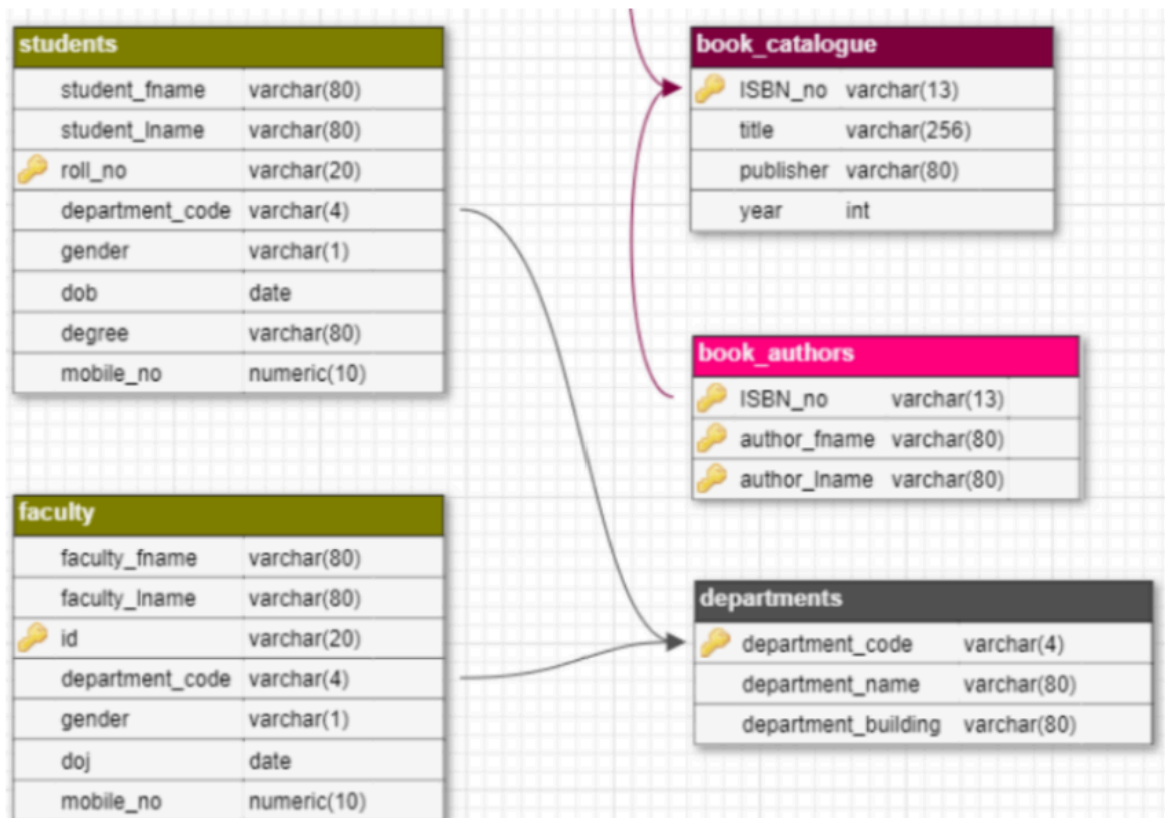 students
student_fname varchar(80)
student_lname varchar(80)
roll_no varchar(20)
department_code varchar(4)
gender varchar(1)
dob date
degree varchar(80)
mobile_no numeric(10)
faculty
faculty_fname varchar(80)
faculty_lname varchar(80)
id varchar(20)
department_code varchar(4)
gender varchar(1)
doj date
mobile_no numeric(10)
book_catalogue
ISBN_no varchar(13)
title varchar(256)
publisher varchar(80)
year int
book_authors
ISBN_no varchar(13)
author_fname varchar(80)
author_lname varchar(80)
departments
department_code varchar(4)
department_name varchar(80)
department_building varchar(80)